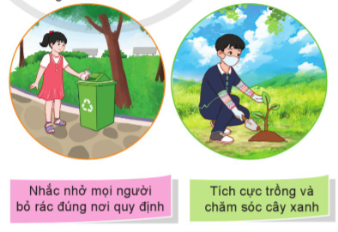 Nhắc nhở mọi người
bỏ rác đúng nơi quy định
Tích cực trồng và
chăm sóc cây xanh